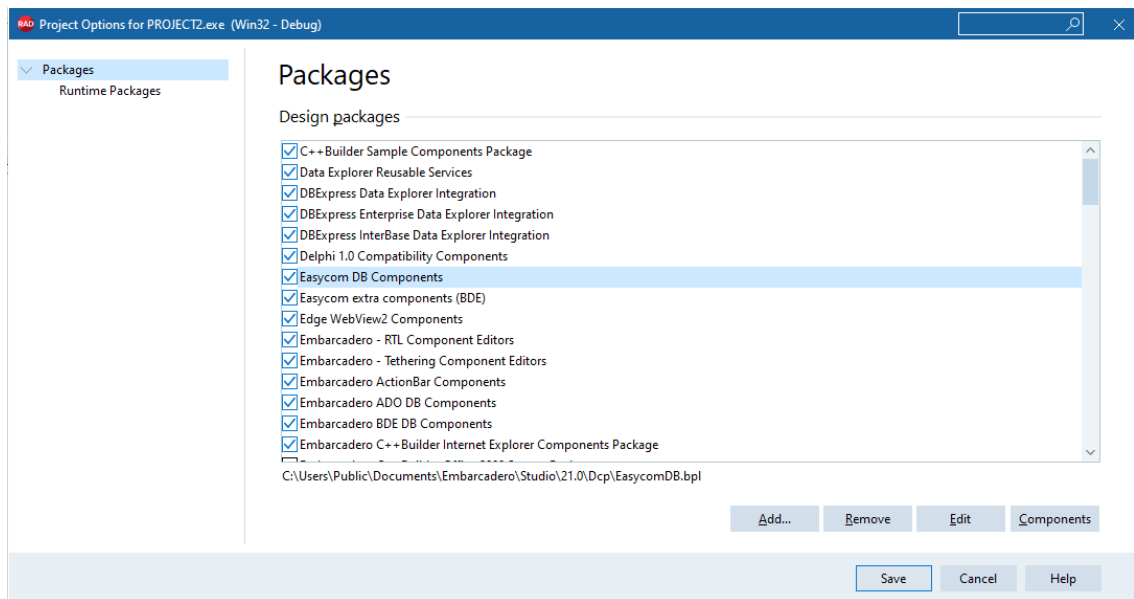 RAD Project Options for PROJECT2.exe (Win32 - Debug)
Packages
Runtime Packages
Packages
Design packages
C++Builder Sample Components Package
Data Explorer Reusable Services
DBExpress Data Explorer Integration
DBExpress Enterprise Data Explorer Integration
DBExpress InterBase Data Explorer Integration
Delphi 1.0 Compatibility Components
Easycom DB Components
Easycom extra components (BDE)
Edge WebView2 Components
Embarcadero - RTL Component Editors
Embarcadero - Tethering Component Editors
Embarcadero ActionBar Components
Embarcadero ADO DB Components
Embarcadero BDE DB Components
Embarcadero C++Builder Internet Explorer Components Package
C:\Users\Public\Documents\Embarcadero\Studio\21.0\Dcp\EasycomDB.bpl
Add... Remove Edit Components
Save Cancel Help